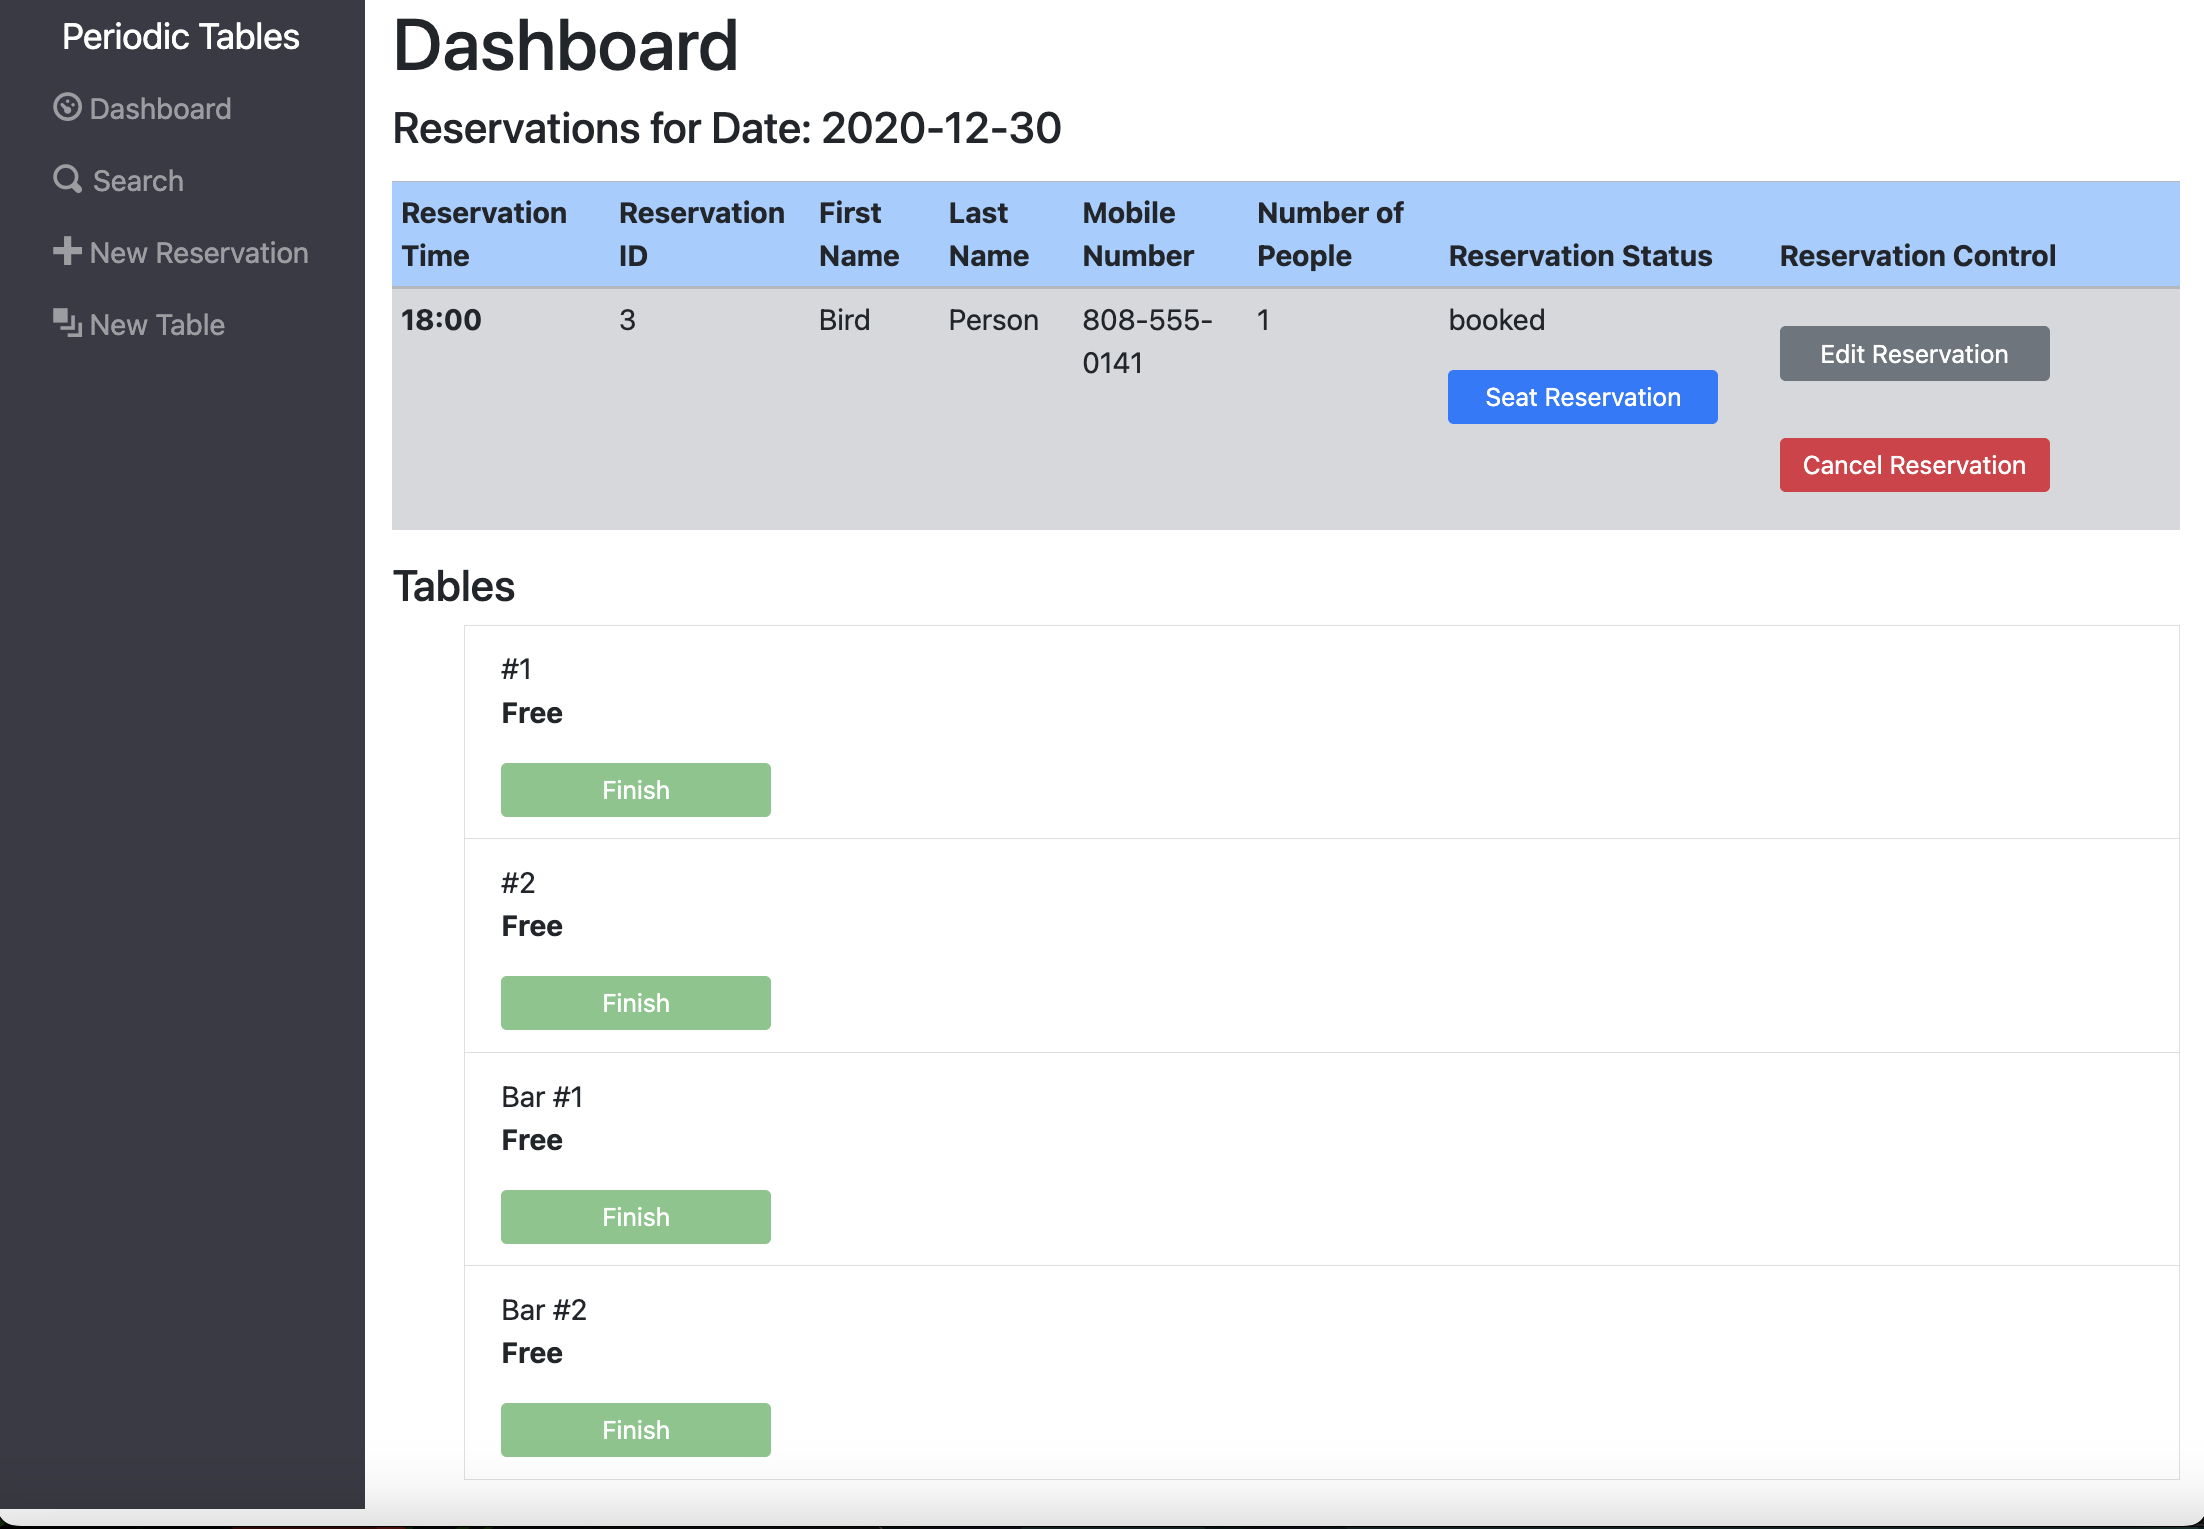 Periodic Tables
Dashboard
Search
New Reservation
New Table
Dashboard
Reservations for Date: 2020-12-30
Reservation Time Reservation ID First Name Last Name Mobile Number Number of People Reservation Status Reservation Control
18:00 3 Bird Person 808-555-0141 1 booked
Seat Reservation
Edit Reservation
Cancel Reservation
Tables
#1
Free
Finish
#2
Free
Finish
Bar #1
Free
Finish
Bar #2
Free
Finish